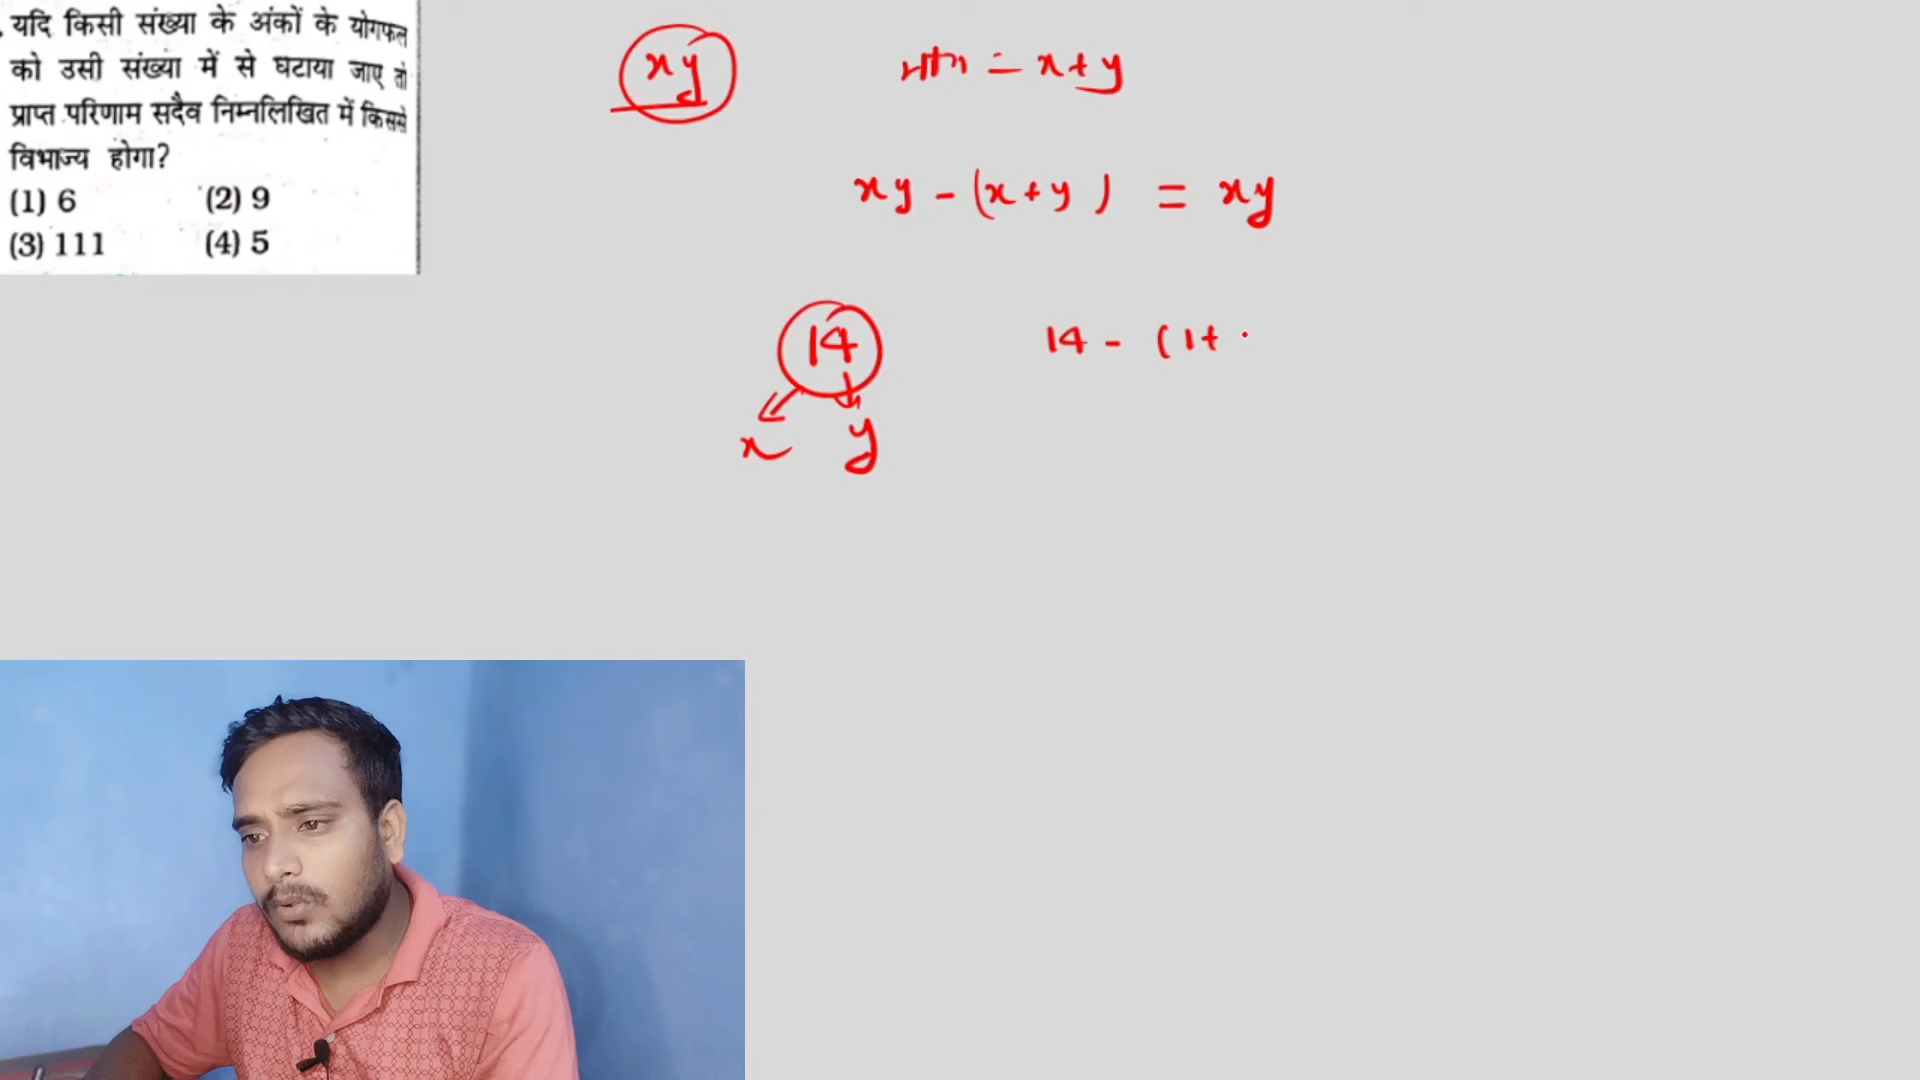 यदि किसी संख्या के अंकों के योगफल
को उसी संख्या में से घटाया जाए तो
प्राप्त परिणाम सदैव निम्नलिखित में किससे
विभाज्य होगा?
(1) 6 (2) 9
(3) 111 (4) 5
xy
= x+y
xy - (x+y) = xy
14
14 - (1+
x y